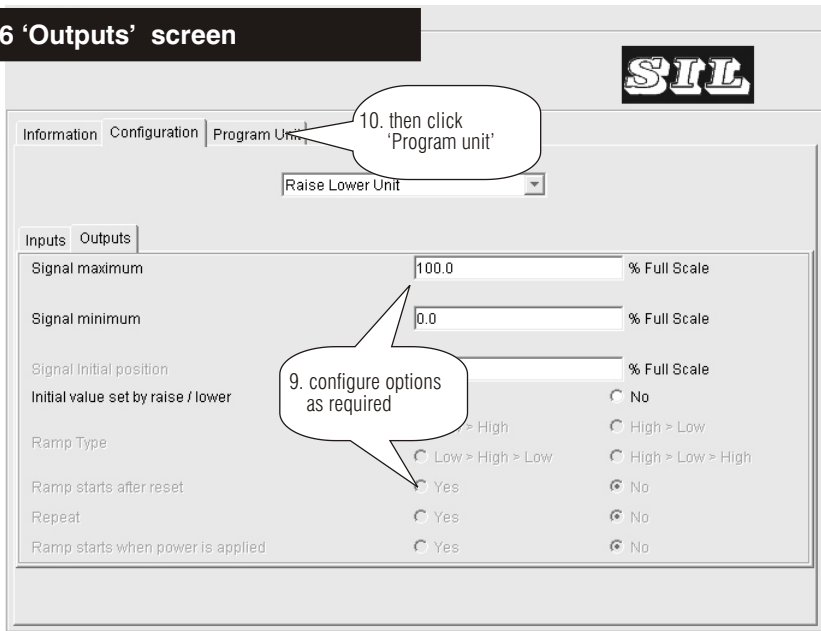 6 ‘Outputs’ screen
SIL
10. then click
‘Program unit’
Information Configuration Program Unit
Raise Lower Unit
Inputs Outputs
Signal maximum 100.0 % Full Scale
Signal minimum 0.0 % Full Scale
Signal Initial position % Full Scale
9. configure options
as required
Initial value set by raise / lower No
Ramp Type > High High > Low
Low > High > Low High > Low > High
Ramp starts after reset Yes No
Repeat Yes No
Ramp starts when power is applied Yes No